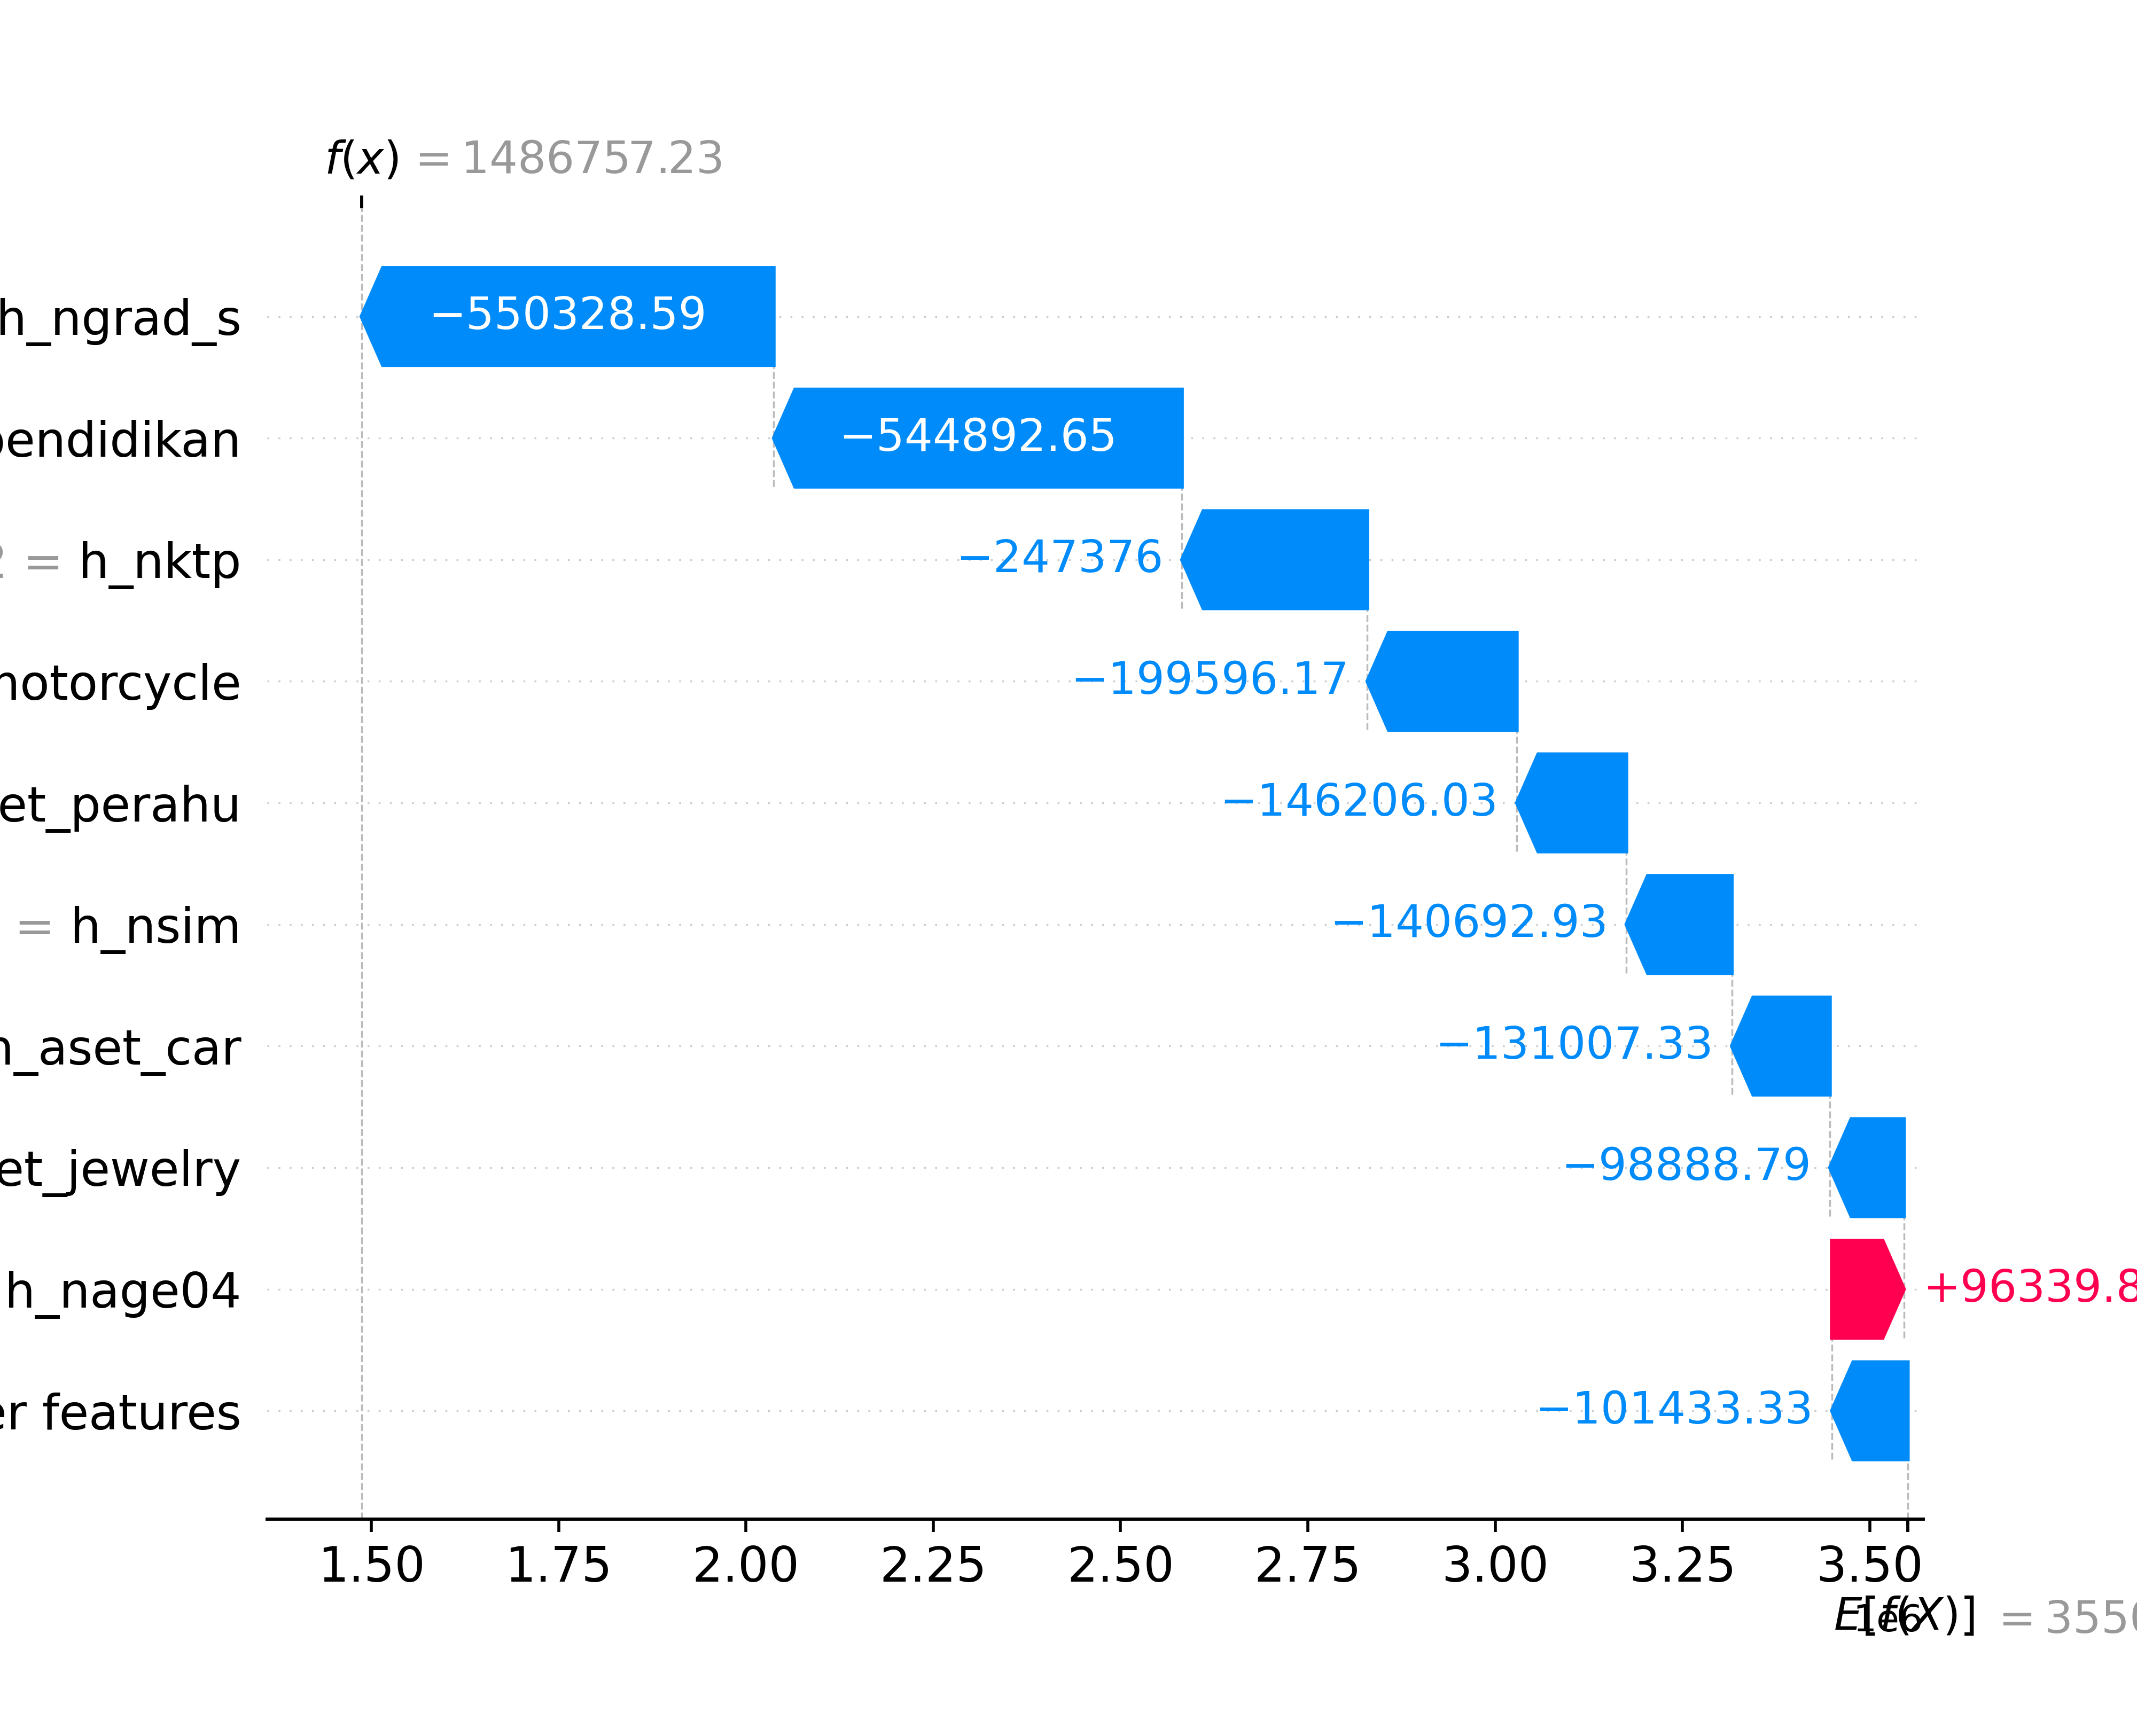 f(x) = 1486757.23
h_ngrad_s −550328.59
pendidikan −544892.65
= h_nktp −247376
motorcycle −199596.17
et_perahu −146206.03
= h_nsim −140692.93
h_aset_car −131007.33
et_jewelry −98888.79
h_nage04 +96339.8
er features −101433.33
1.50 1.75 2.00 2.25 2.50 2.75 3.00 3.25 3.50
E[f(X)] = 3550
1e6